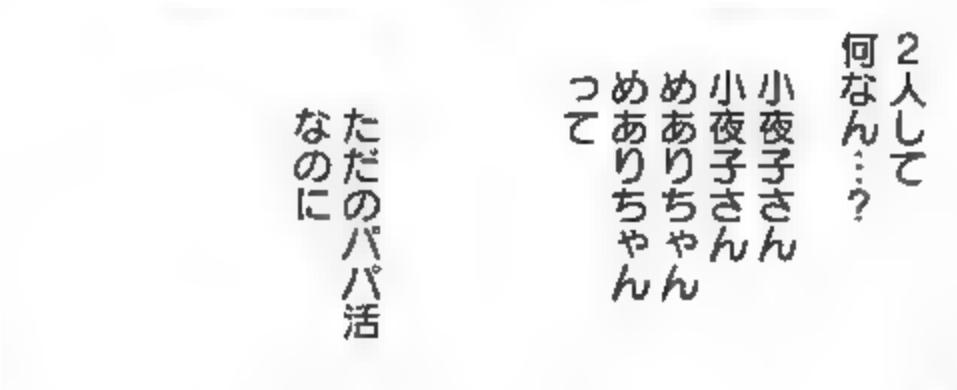 2人して
何なん…?
小夜子さん
小夜子さん
めありちゃん
めありちゃん
って
ただのパパ活
なのに